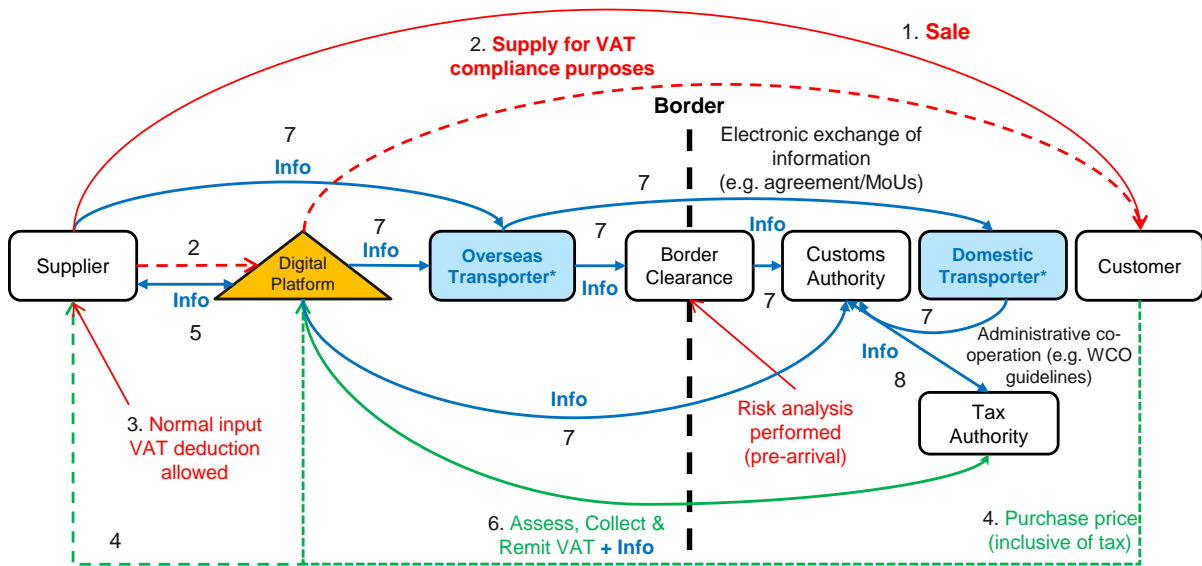 1. Sale
2. Supply for VAT
compliance purposes
Border
7
Info
Electronic exchange of
information
(e.g. agreement/MoUs)
7
7
Info
7
Info
Supplier
2
Info
5
Digital
Platform
Overseas
Transporter*
Info
Border
Clearance
7
Customs
Authority
Domestic
Transporter*
Customer
7
Info
8
Administrative co-
operation (e.g. WCO
guidelines)
Tax
Authority
Info
7
Risk analysis
performed
(pre-arrival)
3. Normal input
VAT deduction
allowed
4
6. Assess, Collect &
Remit VAT + Info
4. Purchase price
(inclusive of tax)